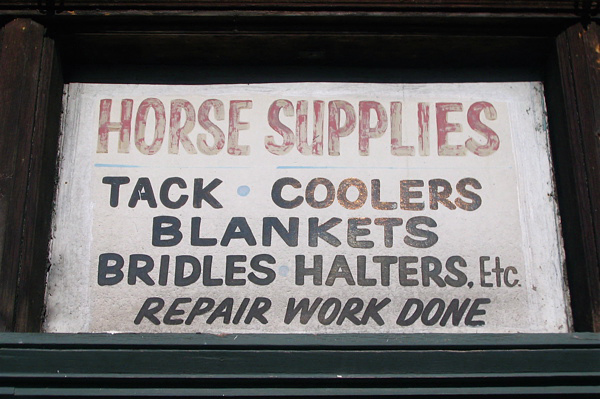 HORSE SUPPLIES
TACK • COOLERS
BLANKETS
BRIDLES • HALTERS, Etc.
REPAIR WORK DONE